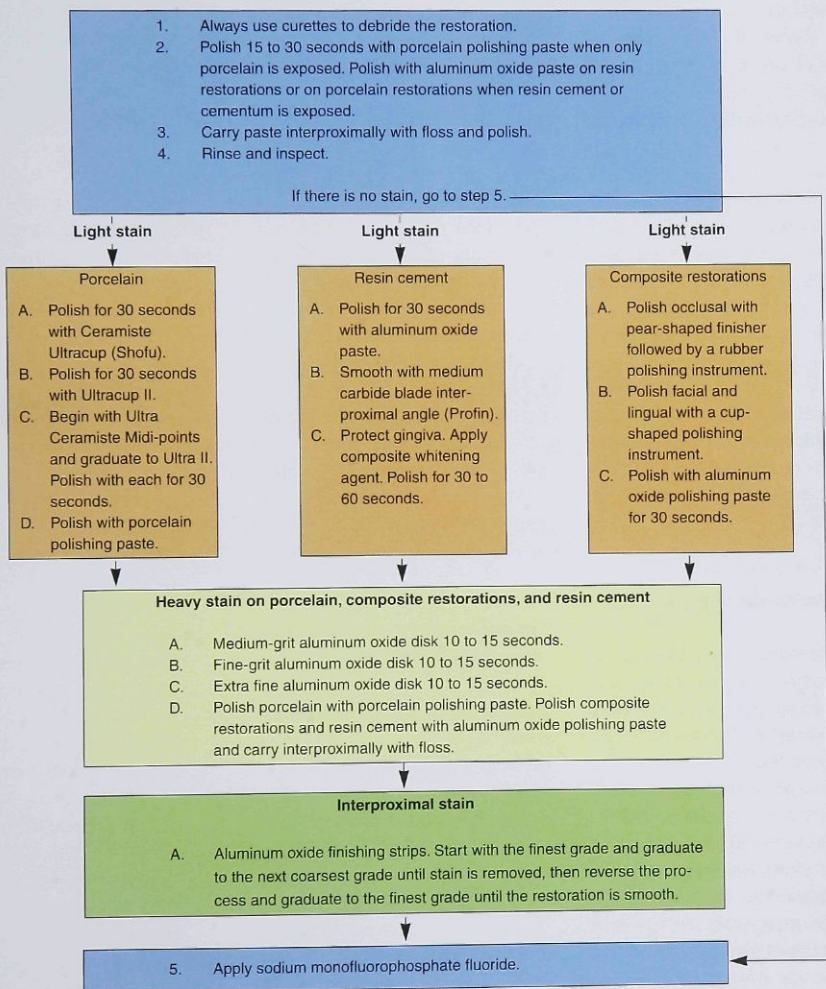 1. Always use curettes to debride the restoration.
2. Polish 15 to 30 seconds with porcelain polishing paste when only
porcelain is exposed. Polish with aluminum oxide paste on resin
restorations or on porcelain restorations when resin cement or
cementum is exposed.
3. Carry paste interproximally with floss and polish.
4. Rinse and inspect.
If there is no stain, go to step 5.
Light stain
Light stain
Light stain
Porcelain
A. Polish for 30 seconds
with Ceramiste
Ultracup (Shofu).
B. Polish for 30 seconds
with Ultracup II.
C. Begin with Ultra
Ceramiste Midi-points
and graduate to Ultra II.
Polish with each for 30
seconds.
D. Polish with porcelain
polishing paste.
Resin cement
A. Polish for 30 seconds
with aluminum oxide
paste.
B. Smooth with medium
carbide blade inter-
proximal angle (Profin).
C. Protect gingiva. Apply
composite whitening
agent. Polish for 30 to
60 seconds.
Composite restorations
A. Polish occlusal with
pear-shaped finisher
followed by a rubber
polishing instrument.
B. Polish facial and
lingual with a cup-
shaped polishing
instrument.
C. Polish with aluminum
oxide polishing paste
for 30 seconds.
Heavy stain on porcelain, composite restorations, and resin cement
A. Medium-grit aluminum oxide disk 10 to 15 seconds.
B. Fine-grit aluminum oxide disk 10 to 15 seconds.
C. Extra fine aluminum oxide disk 10 to 15 seconds.
D. Polish porcelain with porcelain polishing paste. Polish composite
restorations and resin cement with aluminum oxide polishing paste
and carry interproximally with floss.
Interproximal stain
A. Aluminum oxide finishing strips. Start with the finest grade and graduate
to the next coarsest grade until stain is removed, then reverse the pro-
cess and graduate to the finest grade until the restoration is smooth.
5. Apply sodium monofluorophosphate fluoride.